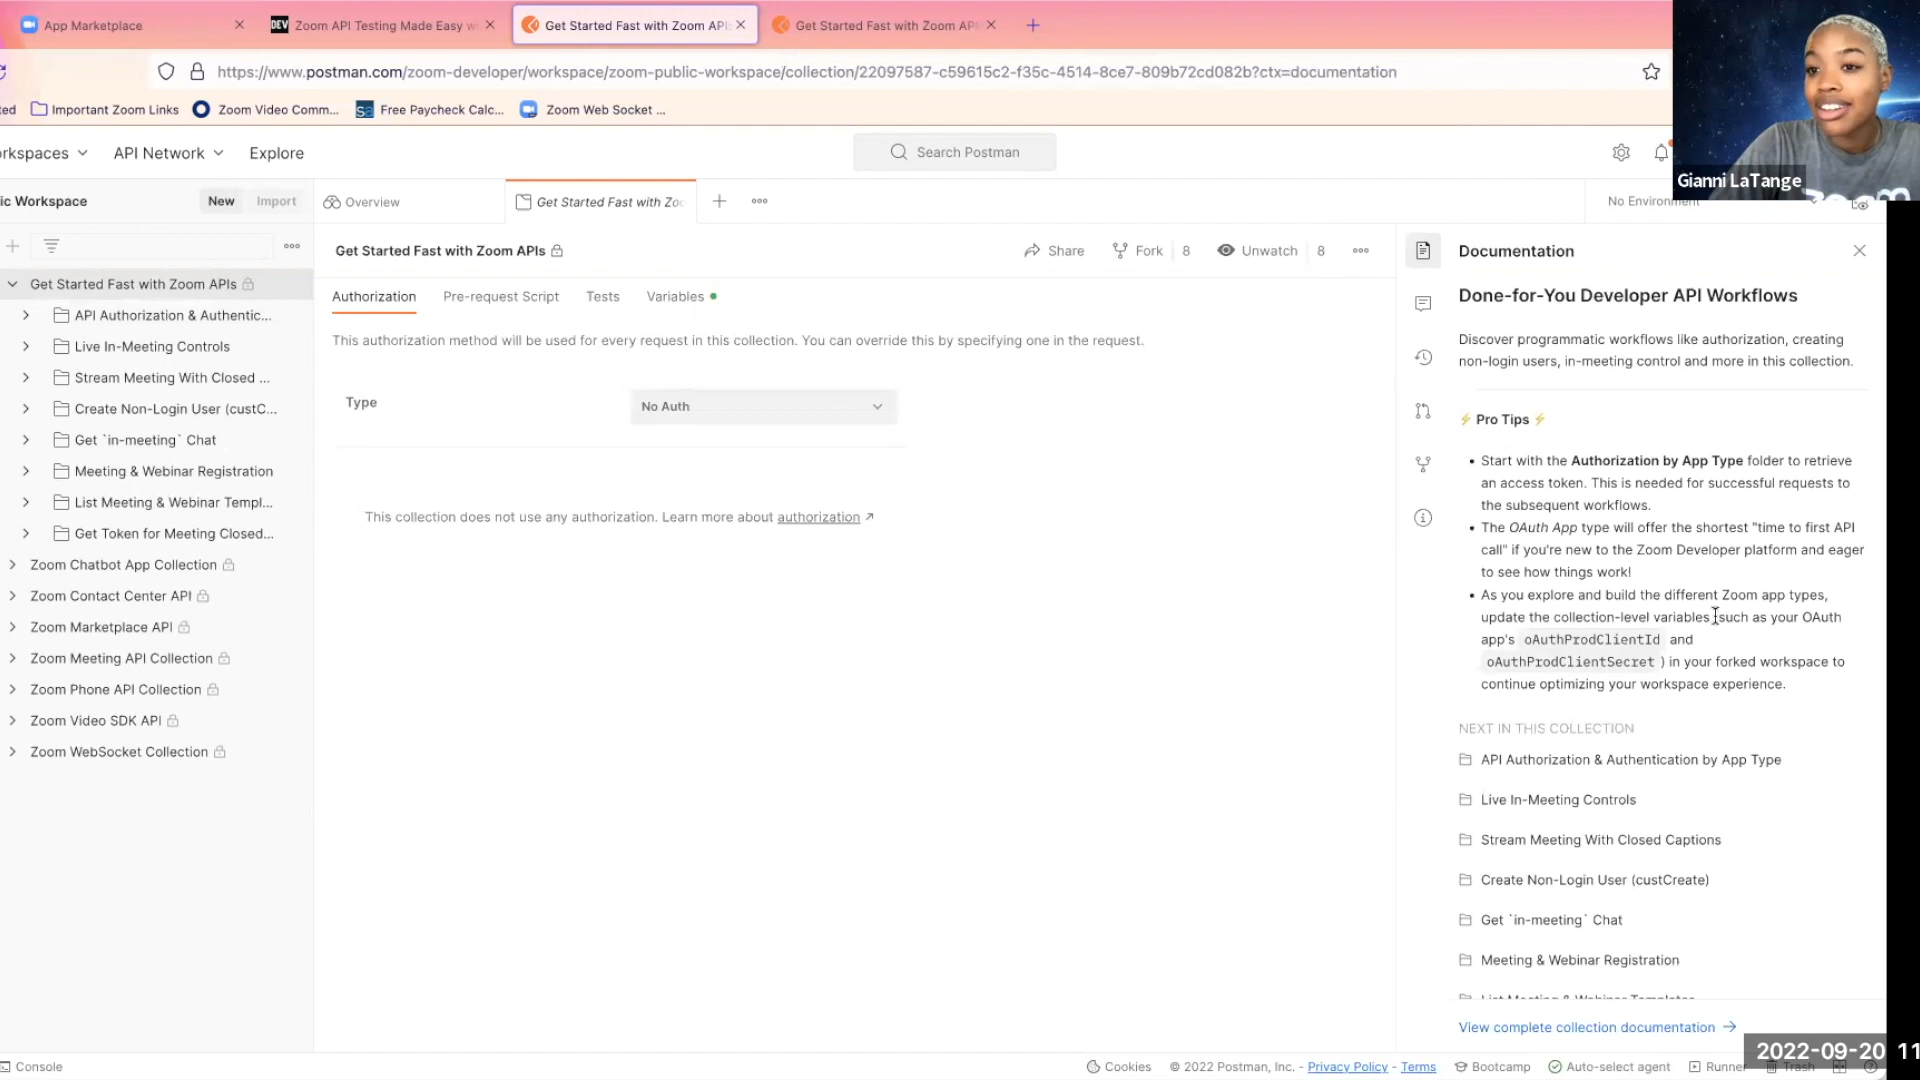 App Marketplace
DEV Zoom API Testing Made Easy wi
Get Started Fast with Zoom API
Get Started Fast with Zoom API
https://www.postman.com/zoom-developer/workspace/zoom-public-workspace/collection/22097587-c59615c2-f35c-4514-8ce7-809b72cd082b?ctx=documentation
ted
Important Zoom Links
Zoom Video Comm...
Free Paycheck Calc...
Zoom Web Socket ...
Gianni LaTange
zoom
rkspaces
API Network
Explore
Search Postman
ic Workspace
New
Import
Overview
Get Started Fast with Zo
No Environment
Get Started Fast with Zoom APIs
API Authorization & Authentic...
Live In-Meeting Controls
Stream Meeting With Closed ...
Create Non-Login User (custC...
Get `in-meeting` Chat
Meeting & Webinar Registration
List Meeting & Webinar Templ...
Get Token for Meeting Closed...
Zoom Chatbot App Collection
Zoom Contact Center API
Zoom Marketplace API
Zoom Meeting API Collection
Zoom Phone API Collection
Zoom Video SDK API
Zoom WebSocket Collection
Get Started Fast with Zoom APIs
Share
Fork 8
Unwatch 8
Authorization
Pre-request Script
Tests
Variables
This authorization method will be used for every request in this collection. You can override this by specifying one in the request.
Type
No Auth
This collection does not use any authorization. Learn more about authorization ↗
Documentation
Done-for-You Developer API Workflows
Discover programmatic workflows like authorization, creating
non-login users, in-meeting control and more in this collection.
⚡ Pro Tips ⚡
• Start with the Authorization by App Type folder to retrieve
an access token. This is needed for successful requests to
the subsequent workflows.
• The OAuth App type will offer the shortest "time to first API
call" if you're new to the Zoom Developer platform and eager
to see how things work!
• As you explore and build the different Zoom app types,
update the collection-level variables (such as your OAuth
app's oAuthProdClientId and
oAuthProdClientSecret ) in your forked workspace to
continue optimizing your workspace experience.
NEXT IN THIS COLLECTION
API Authorization & Authentication by App Type
Live In-Meeting Controls
Stream Meeting With Closed Captions
Create Non-Login User (custCreate)
Get `in-meeting` Chat
Meeting & Webinar Registration
List Meeting & Webinar Templates
View complete collection documentation →
Console
Cookies
© 2022 Postman, Inc. - Privacy Policy - Terms
Bootcamp
Auto-select agent
Runner
Trash
2022-09-20 11